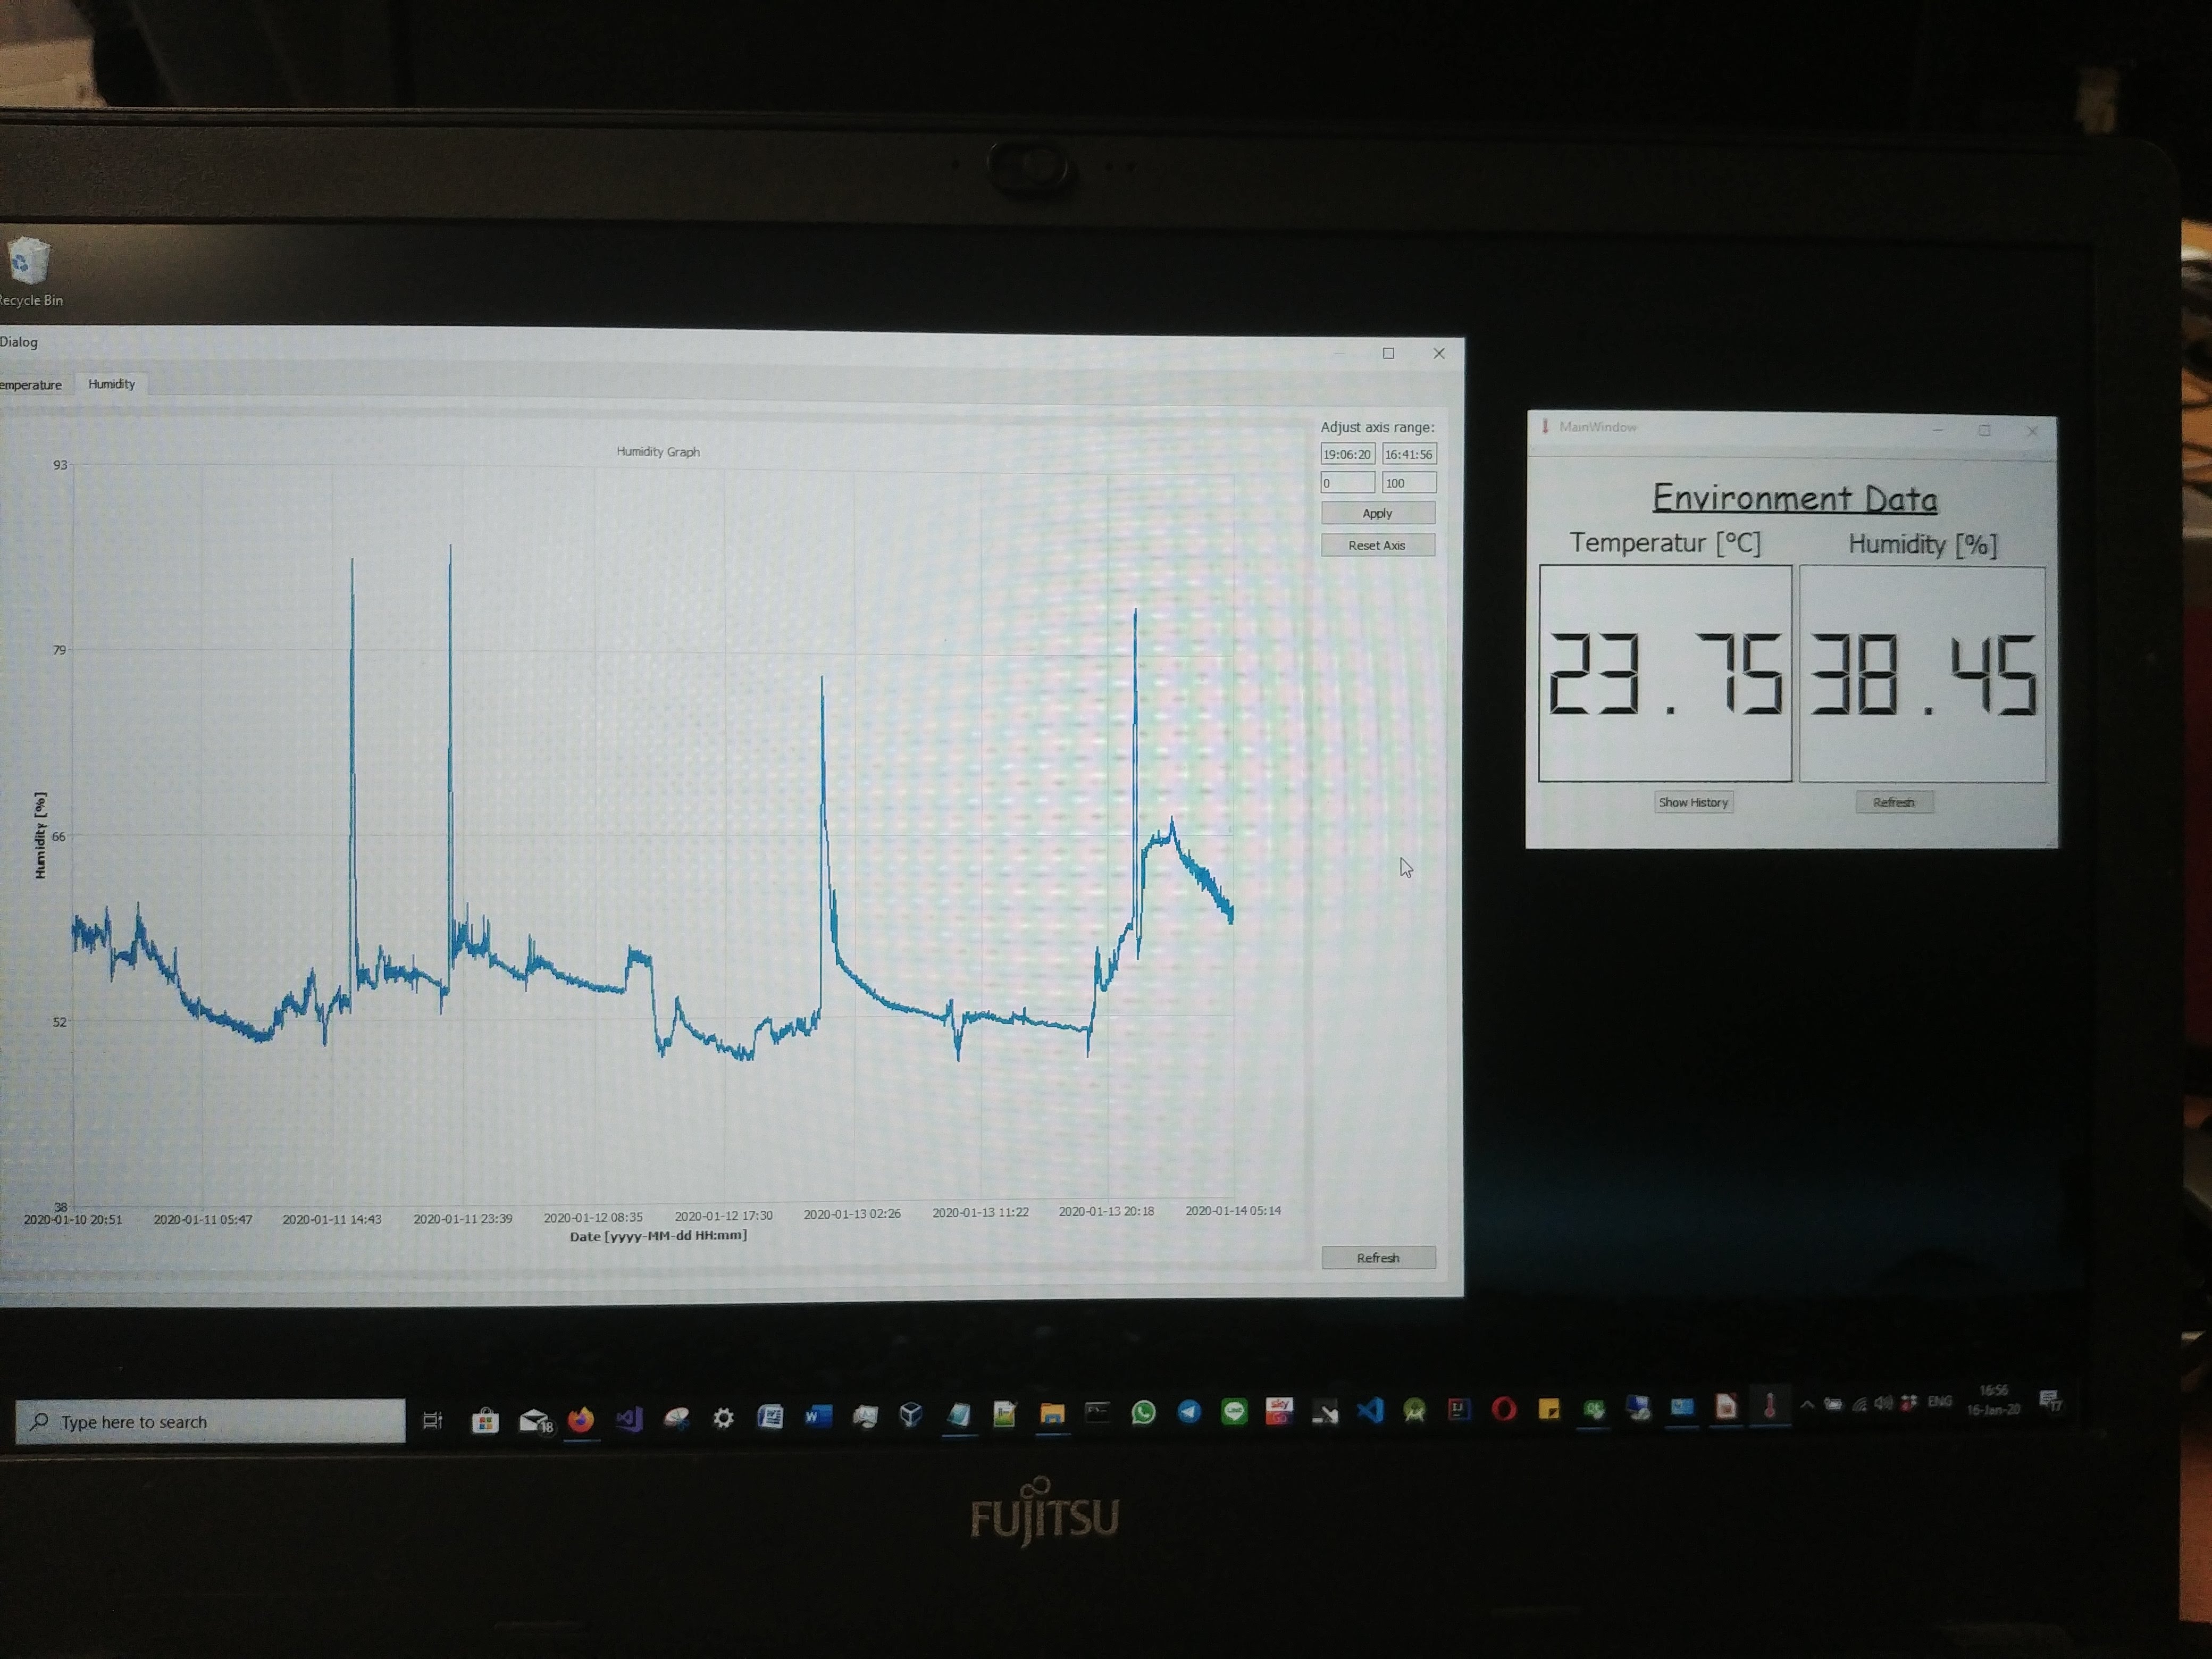 Recycle Bin
Dialog
emperature
Humidity
Humidity Graph
93
79
66
52
38
Humidity [%]
2020-01-10 20:51
2020-01-11 05:47
2020-01-11 14:43
2020-01-11 23:39
2020-01-12 08:35
2020-01-12 17:30
2020-01-13 02:26
2020-01-13 11:22
2020-01-13 20:18
2020-01-14 05:14
Date [yyyy-MM-dd HH:mm]
Adjust axis range:
19:06:20 16:41:56
0 100
Apply
Reset Axis
Refresh
MainWindow
Environment Data
Temperatur [°C] Humidity [%]
23.75 38.45
Show History Refresh
Type here to search
18
sky
GO
ENG
16:56
16-Jan-20
17
FUJITSU